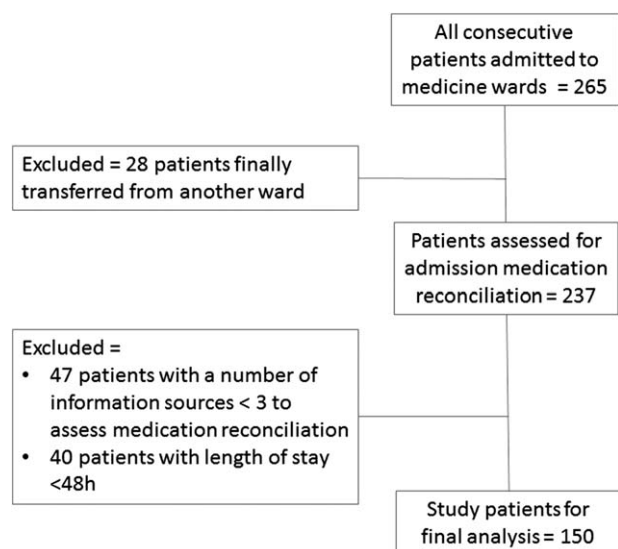 All consecutive
patients admitted to
medicine wards = 265
Excluded = 28 patients finally
transferred from another ward
Patients assessed for
admission medication
reconciliation = 237
Excluded =
• 47 patients with a number of
information sources < 3 to
assess medication reconciliation
• 40 patients with length of stay
<48h
Study patients for
final analysis = 150